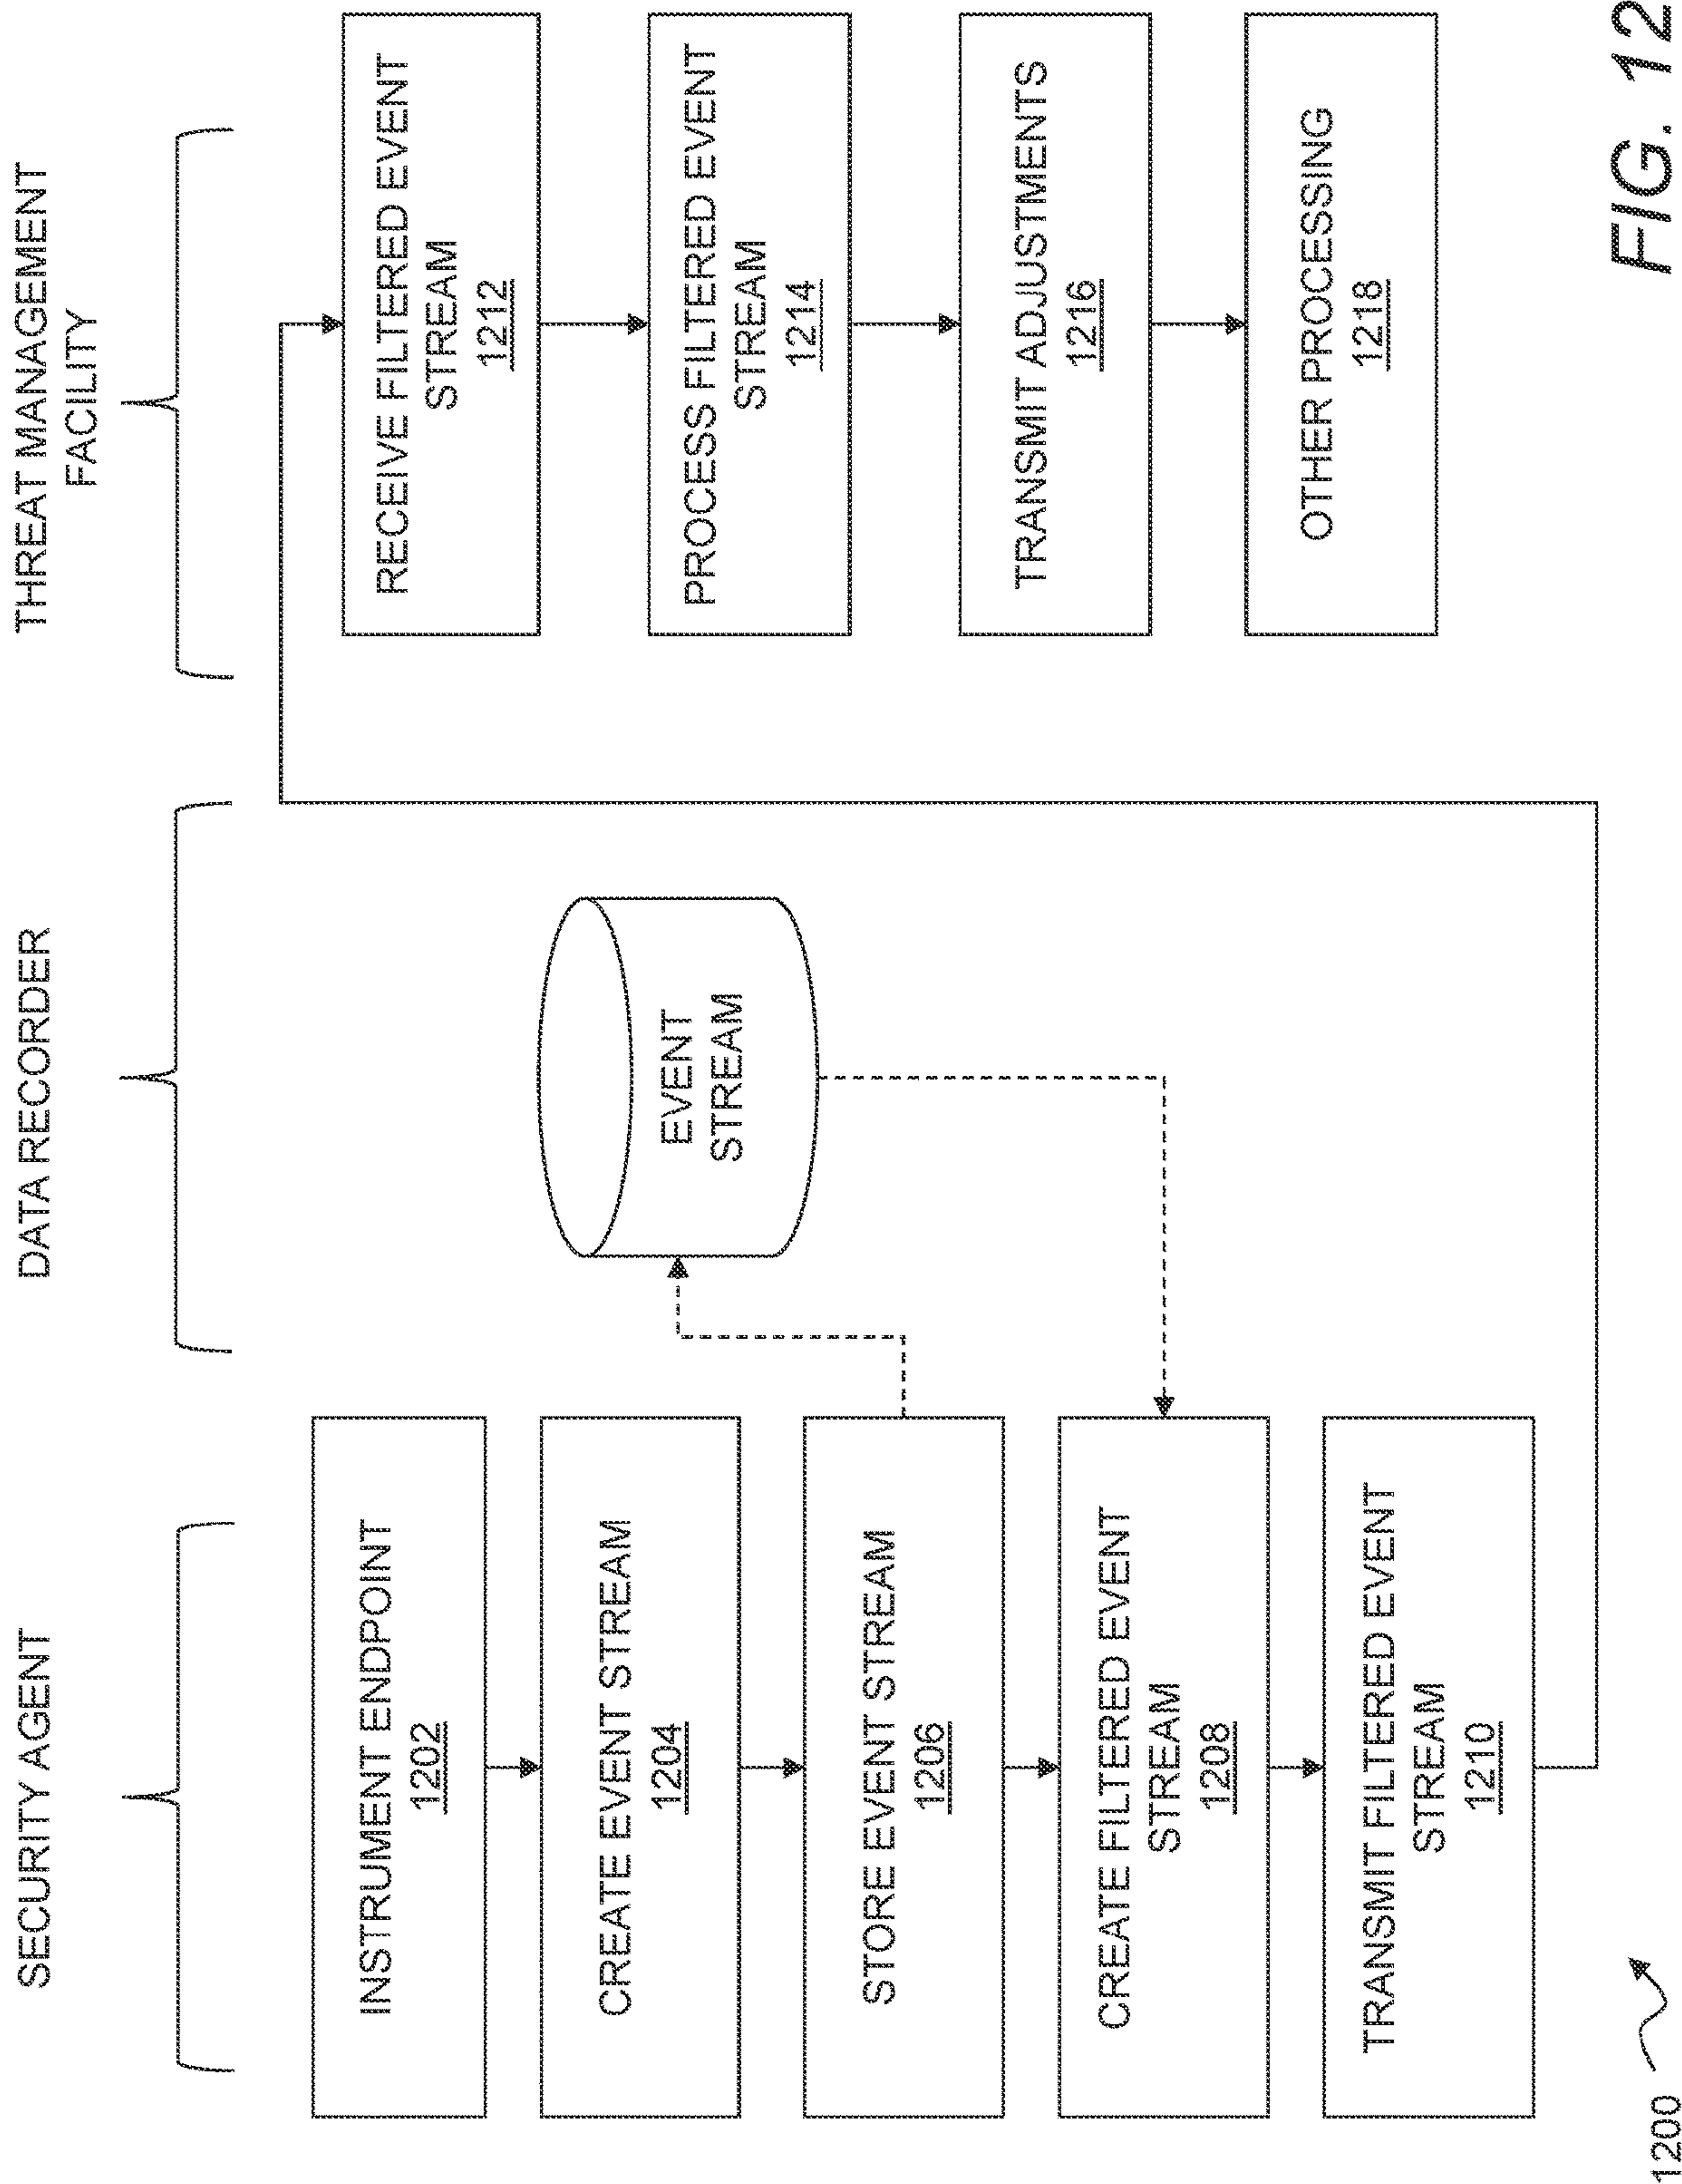 SECURITY AGENT
DATA RECORDER
THREAT MANAGEMENT
FACILITY
INSTRUMENT ENDPOINT
1202
CREATE EVENT STREAM
1204
STORE EVENT STREAM
1206
CREATE FILTERED EVENT
STREAM
1208
TRANSMIT FILTERED EVENT
STREAM
1210
EVENT
STREAM
RECEIVE FILTERED EVENT
STREAM
1212
PROCESS FILTERED EVENT
STREAM
1214
TRANSMIT ADJUSTMENTS
1216
OTHER PROCESSING
1218
1200
FIG. 12